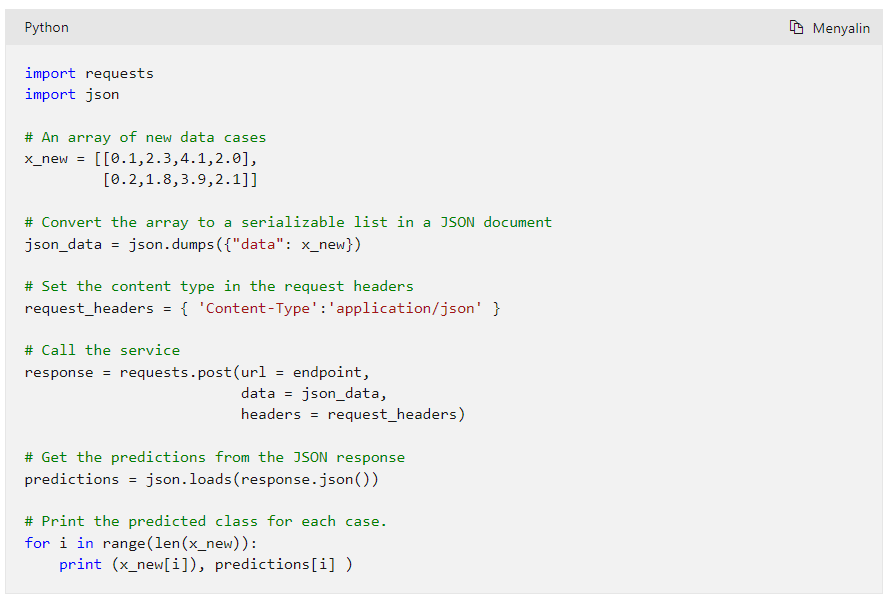 Python
Menyalin
import requests
import json
# An array of new data cases
x_new = [[0.1,2.3,4.1,2.0],
         [0.2,1.8,3.9,2.1]]
# Convert the array to a serializable list in a JSON document
json_data = json.dumps({"data": x_new})
# Set the content type in the request headers
request_headers = { 'Content-Type':'application/json' }
# Call the service
response = requests.post(url = endpoint,
                         data = json_data,
                         headers = request_headers)
# Get the predictions from the JSON response
predictions = json.loads(response.json())
# Print the predicted class for each case.
for i in range(len(x_new)):
    print (x_new[i]), predictions[i] )